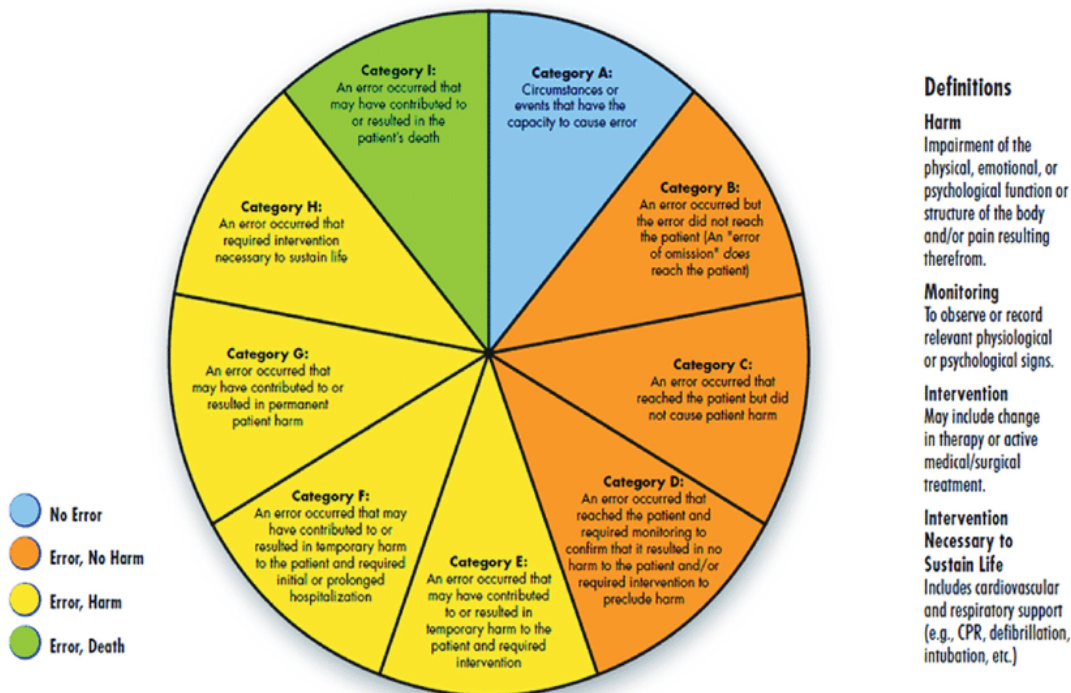 Category I:
An error occurred that
may have contributed to
or resulted in the
patient's death
Category A:
Circumstances or
events that have the
capacity to cause error
Category B:
An error occurred but
the error did not reach
the patient (An "error
of omission" does
reach the patient)
Category C:
An error occurred that
reached the patient but did
not cause patient harm
Category D:
An error occurred that
reached the patient and
required monitoring to
confirm that it resulted in no
harm to the patient and/or
required intervention to
preclude harm
Category E:
An error occurred that
may have contributed
to or resulted in
temporary harm to the
patient and required
intervention
Category F:
An error occurred that may
have contributed to or
resulted in temporary harm
to the patient and required
initial or prolonged
hospitalization
Category G:
An error occurred that
may have contributed to or
resulted in permanent
patient harm
Category H:
An error occurred that
required intervention
necessary to sustain life
No Error
Error, No Harm
Error, Harm
Error, Death
Definitions
Harm
Impairment of the
physical, emotional, or
psychological function or
structure of the body
and/or pain resulting
therefrom.
Monitoring
To observe or record
relevant physiological
or psychological signs.
Intervention
May include change
in therapy or active
medical/surgical
treatment.
Intervention
Necessary to
Sustain Life
Includes cardiovascular
and respiratory support
(e.g., CPR, defibrillation,
intubation, etc.)